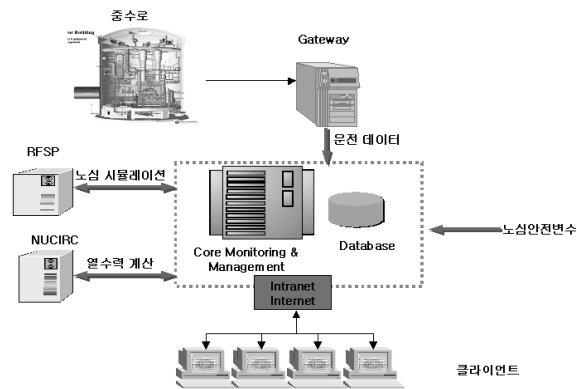 중수로
Gateway
운전 데이터
RFSP
노심 시뮬레이션
NUCIRC
열수력 계산
Core Monitoring &
Management
Database
노심안전변수
Intranet
Internet
클라이언트